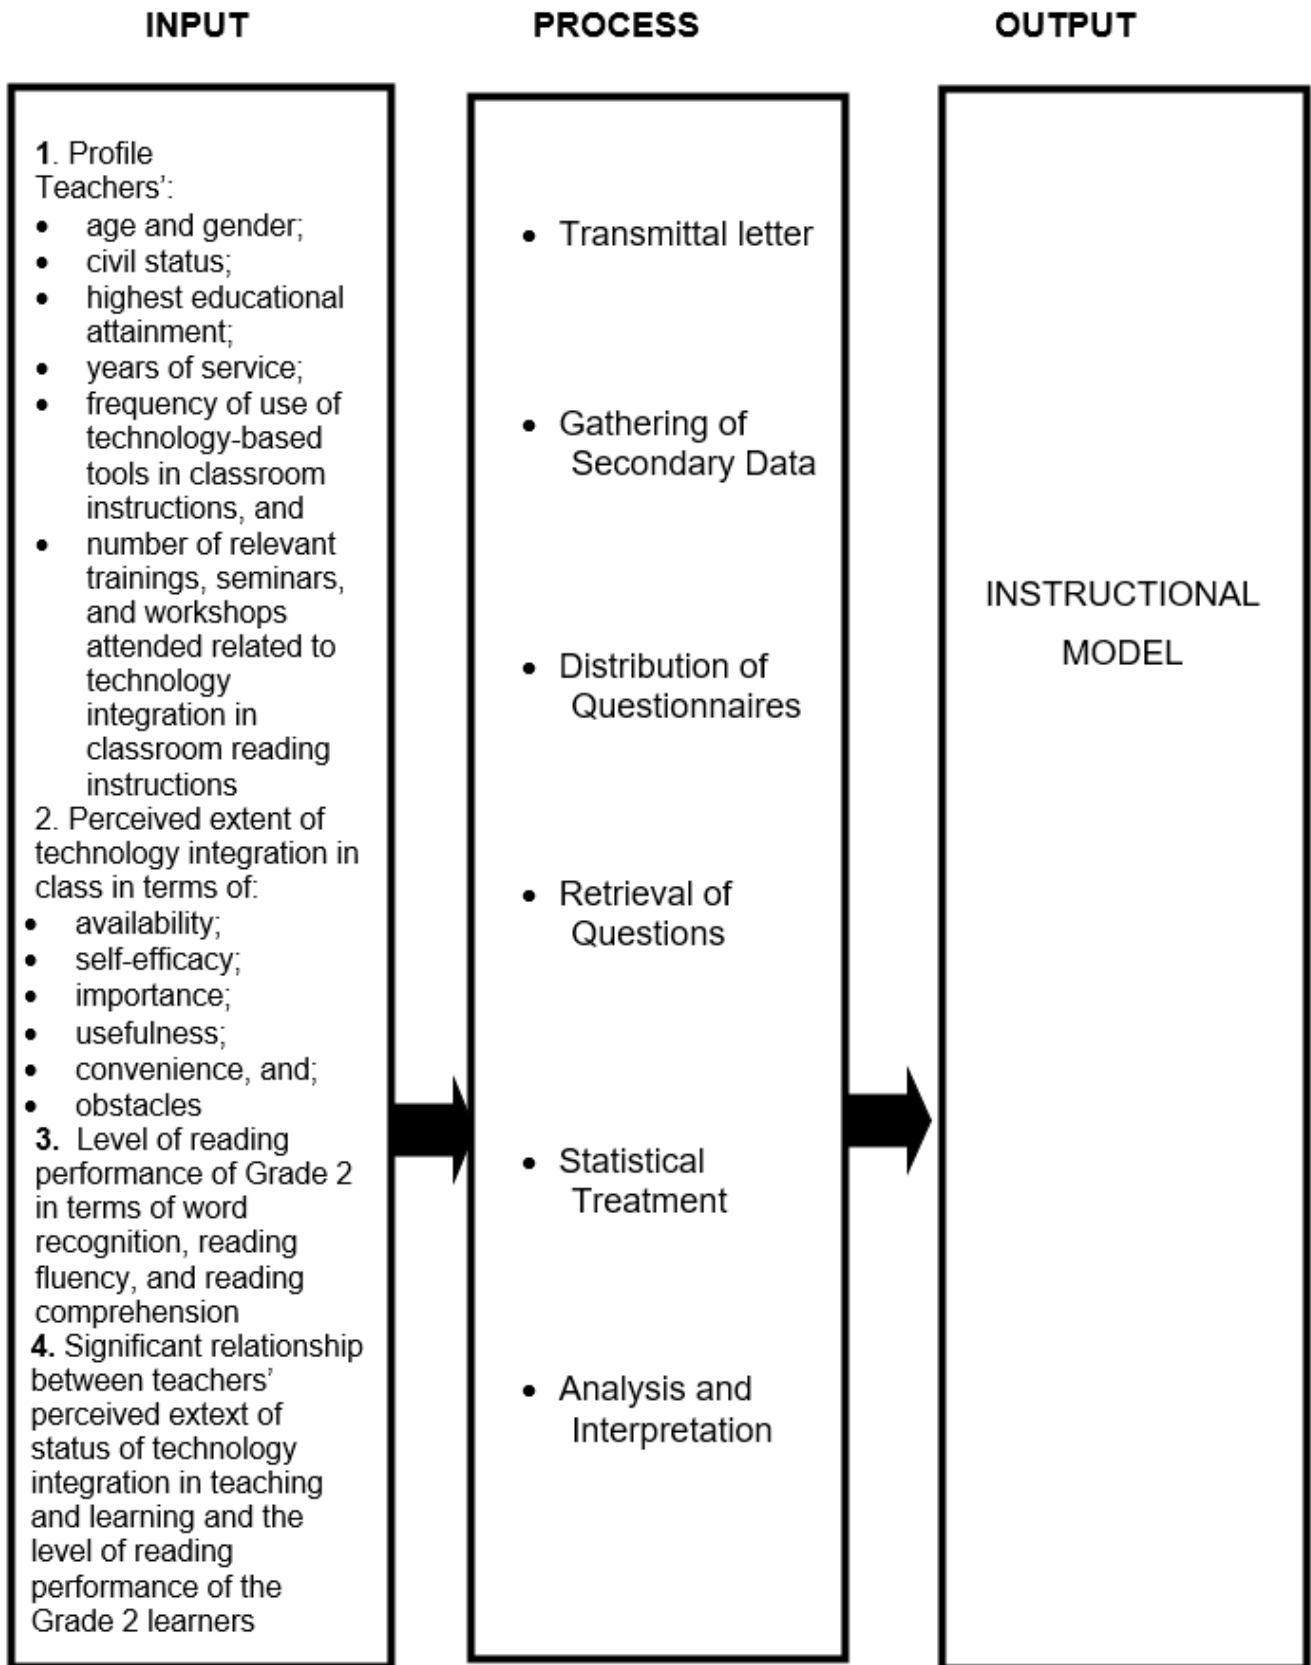 INPUT
PROCESS
OUTPUT
1. Profile
Teachers':
• age and gender;
• civil status;
• highest educational
attainment;
• years of service;
• frequency of use of
technology-based
tools in classroom
instructions, and
• number of relevant
trainings, seminars,
and workshops
attended related to
technology
integration in
classroom reading
instructions
2. Perceived extent of
technology integration in
class in terms of:
• availability;
• self-efficacy;
• importance;
• usefulness;
• convenience, and;
• obstacles
3. Level of reading
performance of Grade 2
in terms of word
recognition, reading
fluency, and reading
comprehension
4. Significant relationship
between teachers'
perceived extext of
status of technology
integration in teaching
and learning and the
level of reading
performance of the
Grade 2 learners
• Transmittal letter
• Gathering of
Secondary Data
• Distribution of
Questionnaires
• Retrieval of
Questions
• Statistical
Treatment
• Analysis and
Interpretation
INSTRUCTIONAL
MODEL